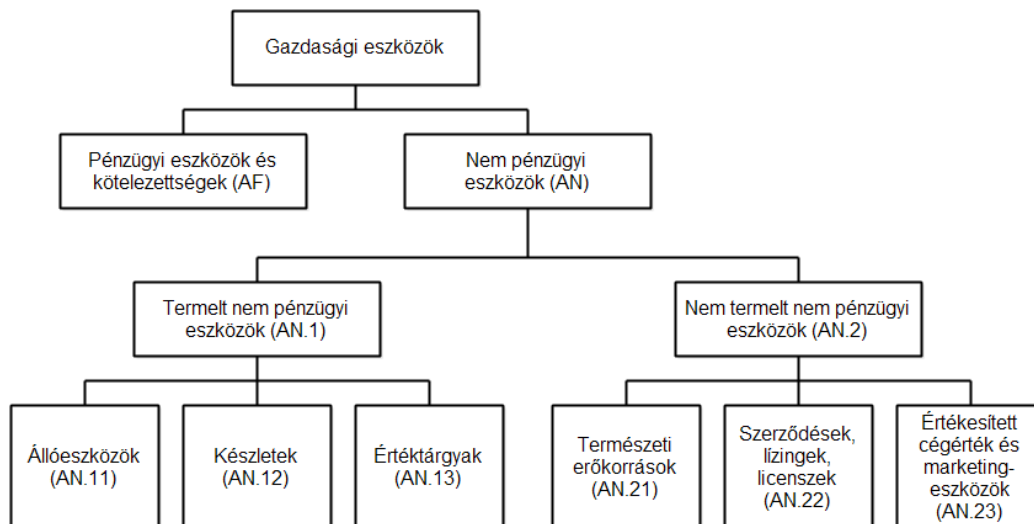 Gazdasági eszközök
Pénzügyi eszközök és
kötelezettségek (AF)
Nem pénzügyi
eszközök (AN)
Termelt nem pénzügyi
eszközök (AN.1)
Nem termelt nem pénzügyi
eszközök (AN.2)
Állóeszközök
(AN.11)
Készletek
(AN.12)
Értéktárgyak
(AN.13)
Természeti
erőkorrások
(AN.21)
Szerződések,
lízingek,
licenszek
(AN.22)
Értékesített
cégérték és
marketing-
eszközök
(AN.23)